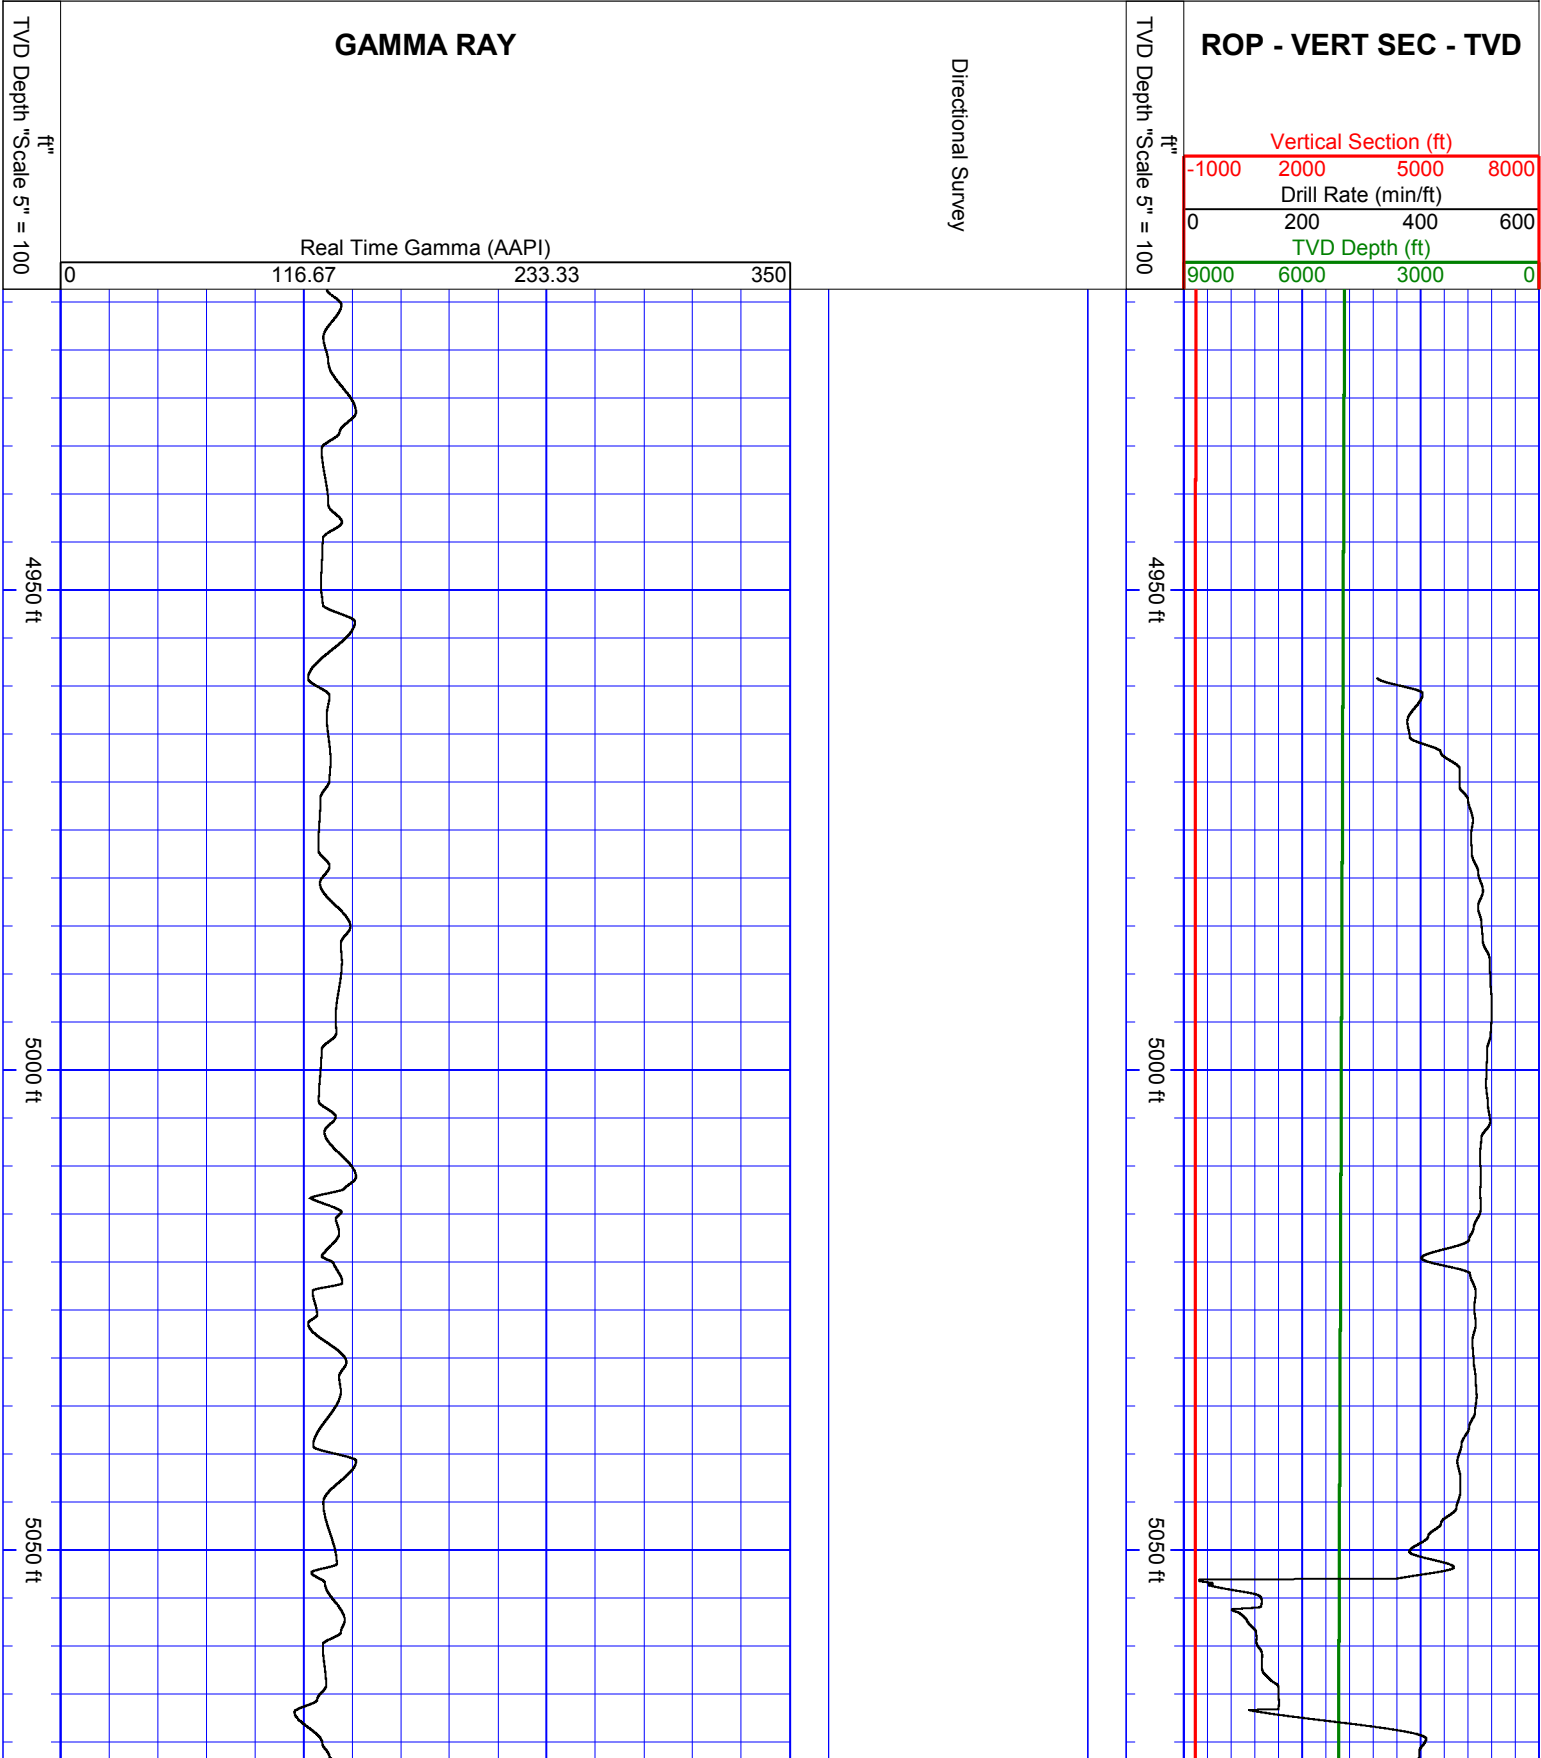 TVD Depth "Scale 5" = 100
ft"
GAMMA RAY
Real Time Gamma (AAPI)
0 116.67 233.33 350
Directional Survey
TVD Depth "Scale 5" = 100
ft"
ROP - VERT SEC - TVD
Vertical Section (ft)
-1000 2000 5000 8000
Drill Rate (min/ft)
0 200 400 600
TVD Depth (ft)
9000 6000 3000 0
4950 ft
4950 ft
5000 ft
5000 ft
5050 ft
5050 ft